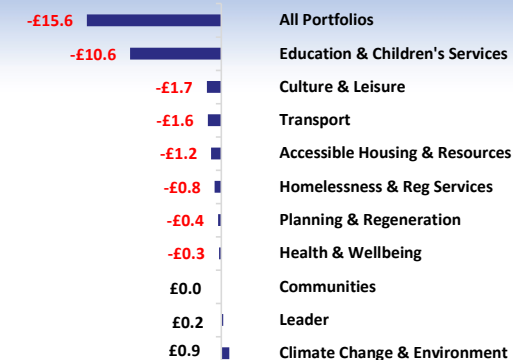 -£15.6 All Portfolios
-£10.6 Education & Children's Services
-£1.7 Culture & Leisure
-£1.6 Transport
-£1.2 Accessible Housing & Resources
-£0.8 Homelessness & Reg Services
-£0.4 Planning & Regeneration
-£0.3 Health & Wellbeing
£0.0 Communities
£0.2 Leader
£0.9 Climate Change & Environment